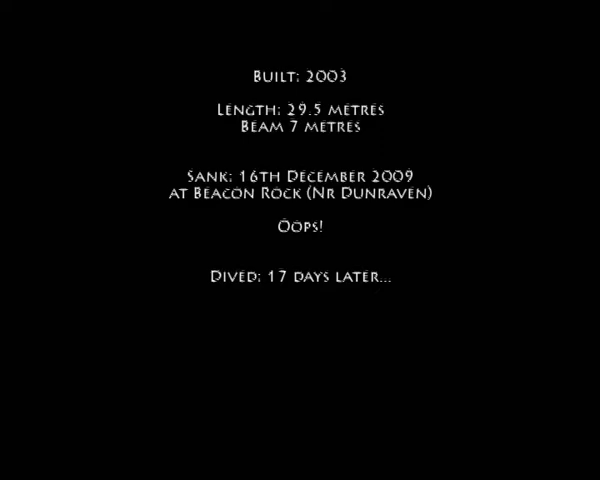 Built: 2003
Length: 29.5 metres
Beam 7 metres
Sank: 16th December 2009
at Beacon Rock (Nr Dunraven)
Oops!
Dived: 17 days later...